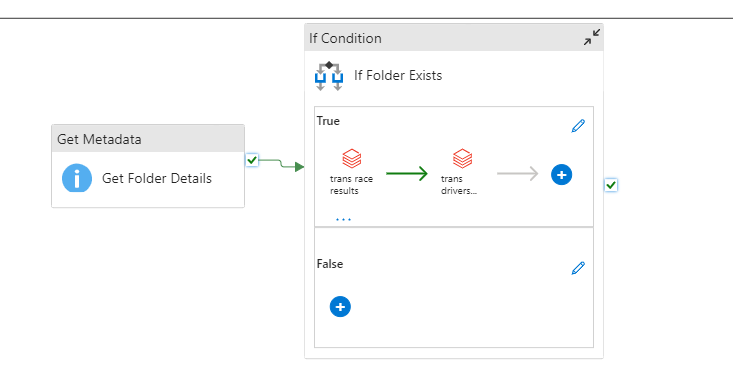 If Condition
If Folder Exists
Get Metadata
Get Folder Details
True
trans race
results
trans
drivers...
...
False